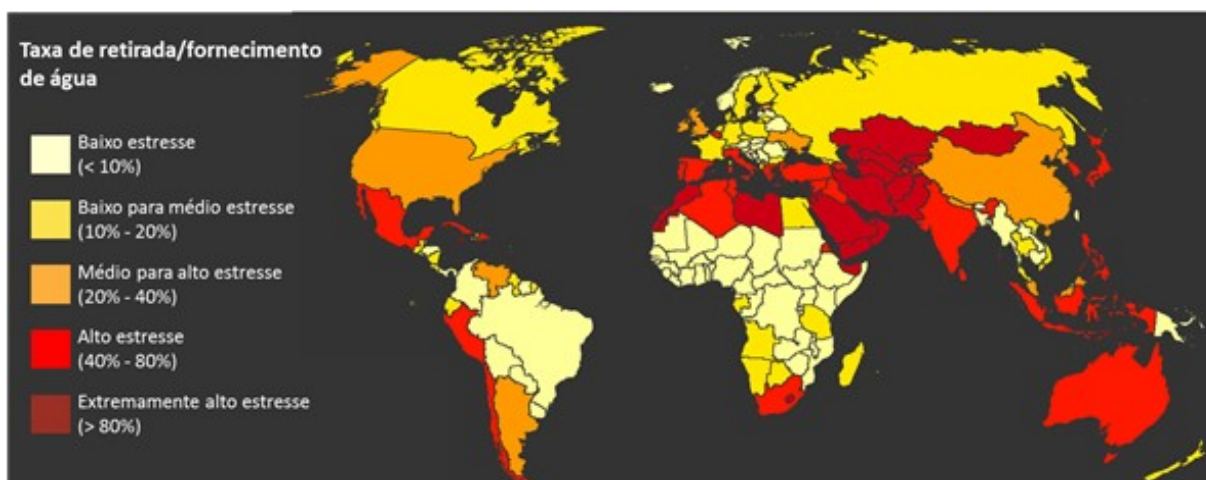 Taxa de retirada/fornecimento
de água
Baixo estresse
(< 10%)
Baixo para médio estresse
(10% - 20%)
Médio para alto estresse
(20% - 40%)
Alto estresse
(40% - 80%)
Extremamente alto estresse
(> 80%)